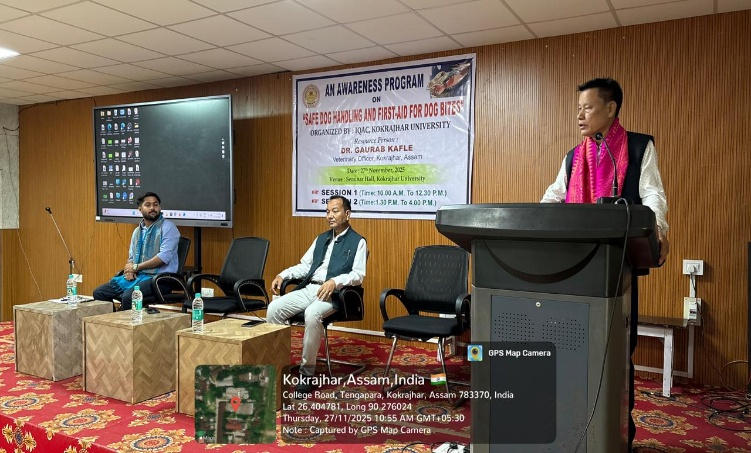 AN AWARENESS PROGRAM
ON
"SAFE DOG HANDLING AND FIRST-AID FOR DOG BITES"
ORGANIZED BY : IQAC, KOKRAJHAR UNIVERSITY
Resource Person :
DR. GAURAB KAFLE
Veterinary Officer, Kokrajhar, Assam
Date : 27th November, 2025
Venue : Seminar Hall, Kokrajhar University
SESSION 1 (Time: 10.00 A.M. To 12.30 P.M.)
SESSION 2 (Time:1.30 P.M. To 4.00 P.M.)
GPS Map Camera
Kokrajhar,Assam,India
College Road, Tengapara, Kokrajhar, Assam 783370, India
Lat 26.404781, Long 90.276024
Thursday, 27/11/2025 10:55 AM GMT+05:30
Note : Captured by GPS Map Camera